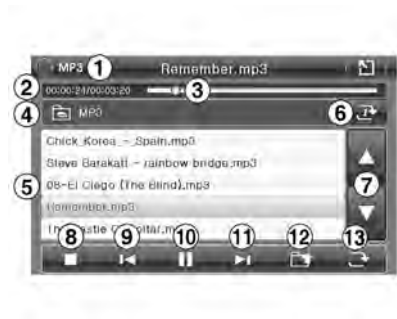 MP3 1 Remember.mp3
2 00:00:24/00:03:20 3
4 MP3 6
Chick_Korea_-_Spain.mp3
Steve Barakatt - rainbow bridge.mp3
5 08-El Ciego (The Blind).mp3 7
Remember.mp3
8 9 10 11 12 13